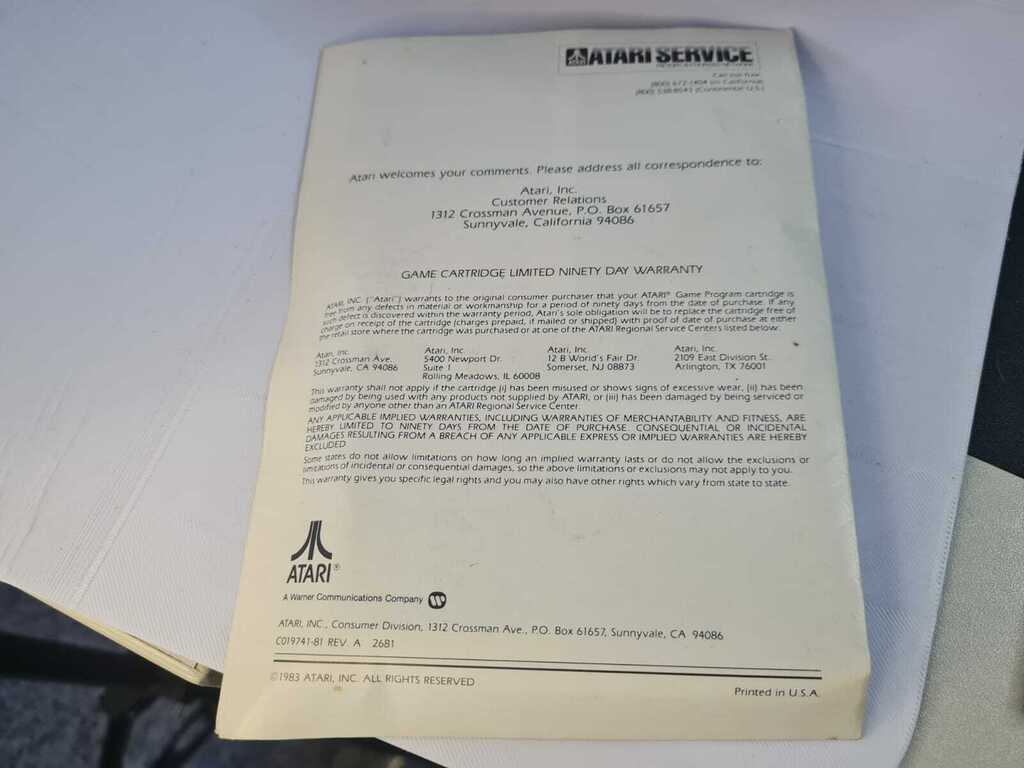 ATARI
ATARI SERVICE
Call toll free:
(800) 672-1404 (in California)
(800) 538-8543 (Continental U.S.)
Atari welcomes your comments. Please address all correspondence to:
Atari, Inc.
Customer Relations
1312 Crossman Avenue, P.O. Box 61657
Sunnyvale, California 94086
GAME CARTRIDGE LIMITED NINETY DAY WARRANTY
ATARI, INC. ("Atari") warrants to the original consumer purchaser that your ATARI® Game Program cartridge is
free from any defects in material or workmanship for a period of ninety days from the date of purchase. If any
such defect is discovered within the warranty period, Atari's sole obligation will be to replace the cartridge free of
charge on receipt of the cartridge (charges prepaid, if mailed or shipped) with proof of date of purchase at either
the retail store where the cartridge was purchased or at one of the ATARI Regional Service Centers listed below:
Atari, Inc.
1312 Crossman Ave.
Sunnyvale, CA 94086
Atari, Inc.
5400 Newport Dr.
Suite 1
Rolling Meadows, IL 60008
Atari, Inc.
12 B World's Fair Dr.
Somerset, NJ 08873
Atari, Inc.
2109 East Division St.
Arlington, TX 76001
This warranty shall not apply if the cartridge (i) has been misused or shows signs of excessive wear, (ii) has been
damaged by being used with any products not supplied by ATARI, or (iii) has been damaged by being serviced or
modified by anyone other than an ATARI Regional Service Center.
ANY APPLICABLE IMPLIED WARRANTIES, INCLUDING WARRANTIES OF MERCHANTABILITY AND FITNESS, ARE
HEREBY LIMITED TO NINETY DAYS FROM THE DATE OF PURCHASE. CONSEQUENTIAL OR INCIDENTAL
DAMAGES RESULTING FROM A BREACH OF ANY APPLICABLE EXPRESS OR IMPLIED WARRANTIES ARE HEREBY
EXCLUDED.
Some states do not allow limitations on how long an implied warranty lasts or do not allow the exclusions or
limitations of incidental or consequential damages, so the above limitations or exclusions may not apply to you.
This warranty gives you specific legal rights and you may also have other rights which vary from state to state.
ATARI®
A Warner Communications Company
ATARI, INC., Consumer Division, 1312 Crossman Ave., P.O. Box 61657, Sunnyvale, CA 94086
C019741-81 REV. A 2681
©1983 ATARI, INC. ALL RIGHTS RESERVED
Printed in U.S.A.